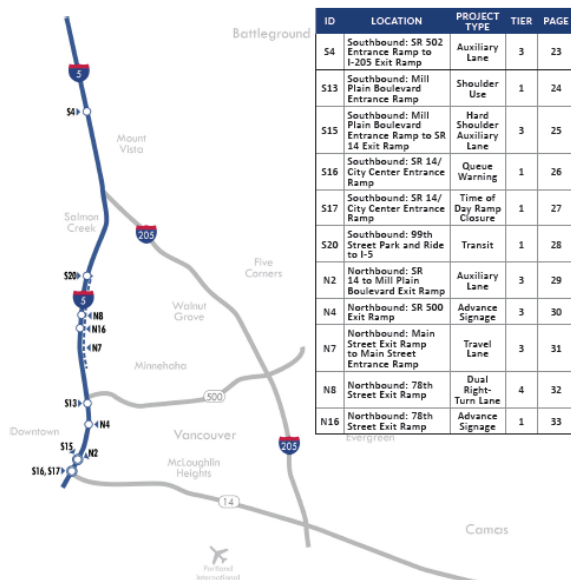 Battleground
5
S4
Mount
Vista
Salmon
Creek
205
Five
Corners
S20
5
N8
N16
Walnut
Grove
N7
Minnehaha
500
S13
N4
Downtown
Vancouver
Evergreen
S15
N2
205
McLoughlin
Heights
S16, S17
14
Camas
Portland
International
ID LOCATION PROJECT TYPE TIER PAGE
S4 Southbound: SR 502 Entrance Ramp to I-205 Exit Ramp Auxiliary Lane 3 23
S13 Southbound: Mill Plain Boulevard Entrance Ramp Shoulder Use 1 24
S15 Southbound: Mill Plain Boulevard Entrance Ramp to SR 14 Exit Ramp Hard Shoulder Auxiliary Lane 3 25
S16 Southbound: SR 14/ City Center Entrance Ramp Queue Warning 1 26
S17 Southbound: SR 14/ City Center Entrance Ramp Time of Day Ramp Closure 1 27
S20 Southbound: 99th Street Park and Ride to I-5 Transit 1 28
N2 Northbound: SR 14 to Mill Plain Boulevard Exit Ramp Auxiliary Lane 3 29
N4 Northbound: SR 500 Exit Ramp Advance Signage 3 30
N7 Northbound: Main Street Exit Ramp to Main Street Entrance Ramp Travel Lane 3 31
N8 Northbound: 78th Street Exit Ramp Dual Right-Turn Lane 4 32
N16 Northbound: 78th Street Exit Ramp Advance Signage 1 33